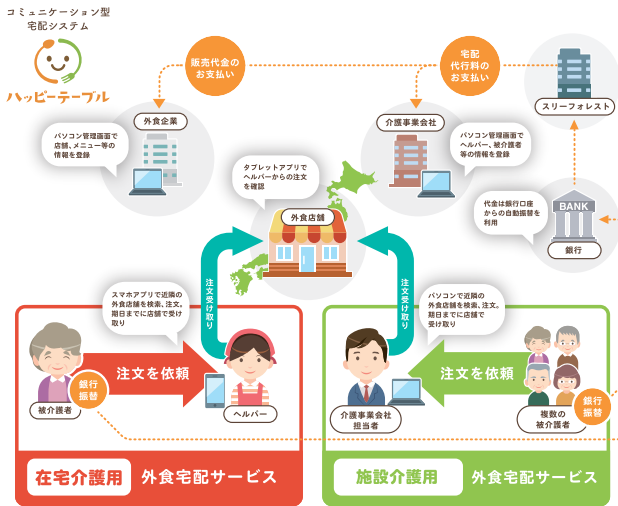 コミュニケーション型
宅配システム
ハッピーテーブル
販売代金の
お支払い
宅配
代行料の
お支払い
スリーフォレスト
外食企業
パソコン管理画面で
店舗、メニュー等の
情報を登録
介護事業会社
パソコン管理画面で
ヘルパー、被介護者
等の情報を登録
タブレットアプリで
ヘルパーからの注文
を確認
外食店舗
代金は銀行口座
からの自動振替を
利用
BANK
銀行
注文受け取り
注文受け取り
スマホアプリで近隣の
外食店舗を検索、注文。
期日までに店舗で受け
取り
パソコンで近隣の
外食店舗を検索、注文。
期日までに店舗で
受け取り
注文を依頼
銀行
振替
被介護者
ヘルパー
注文を依頼
銀行
振替
介護事業会社
担当者
複数の
被介護者
在宅介護用
外食宅配サービス
施設介護用
外食宅配サービス